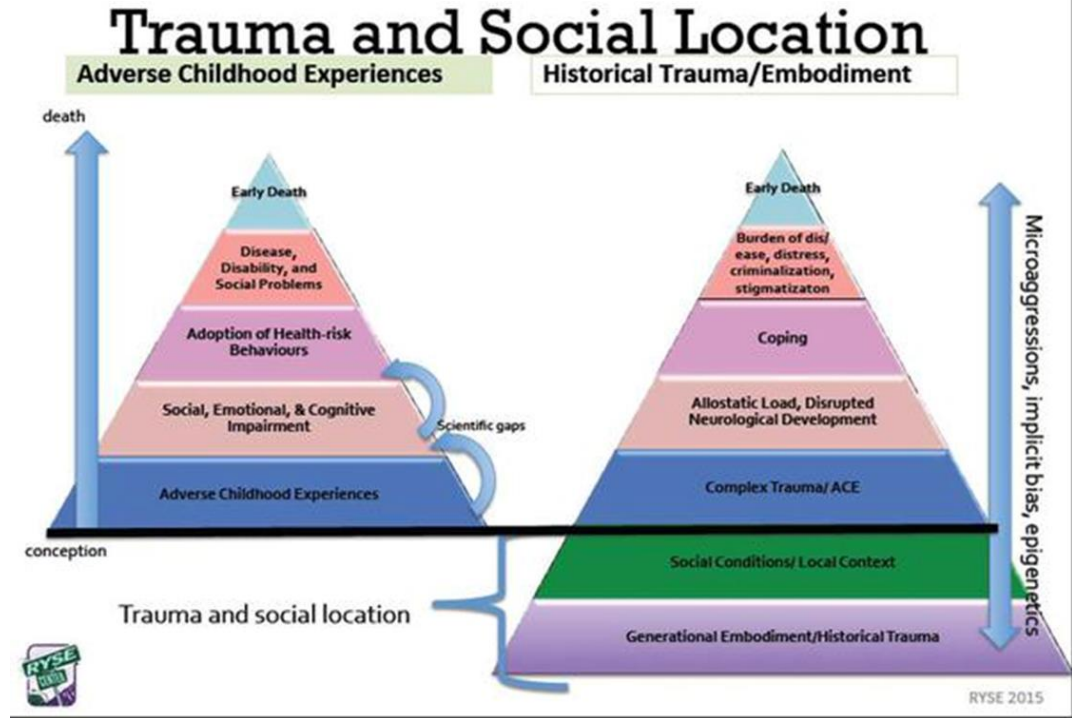 Trauma and Social Location
Adverse Childhood Experiences
Historical Trauma/Embodiment
death
Early Death
Disease,
Disability, and
Social Problems
Adoption of Health-risk
Behaviours
Social, Emotional, & Cognitive
Impairment
Scientific gaps
Adverse Childhood Experiences
conception
Early Death
Burden of dis/
ease, distress,
criminalization,
stigmatizaton
Coping
Allostatic Load, Disrupted
Neurological Development
Complex Trauma/ ACE
Social Conditions/ Local Context
Generational Embodiment/Historical Trauma
Microaggressions, implicit bias, epigenetics
Trauma and social location
RYSE
CENTER
RYSE 2015